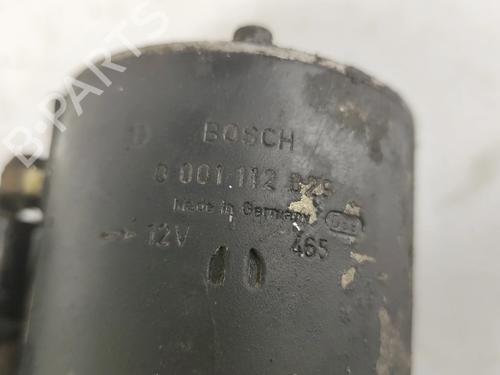 B-PARTS
BOSCH
0 001 112
Made in Germany
→ 12V 465